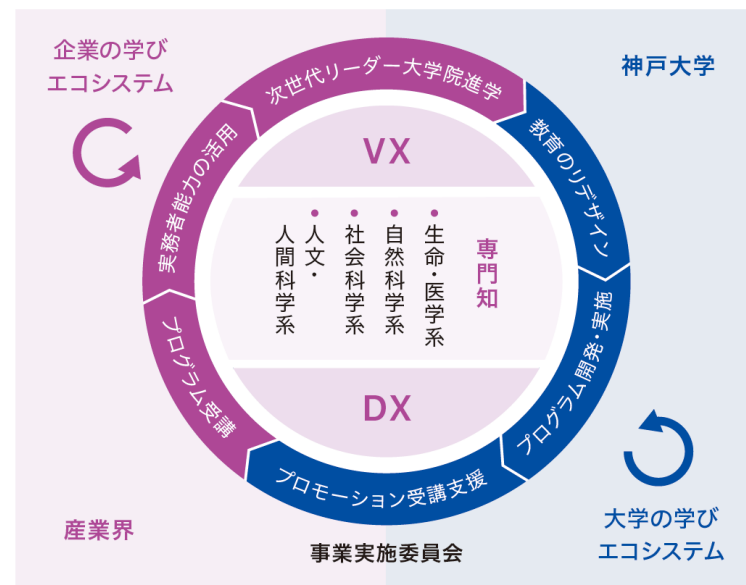 企業の学び
エコシステム
神戸大学
次世代リーダー大学院進学
教育のリデザイン
プログラム開発・実施
プロモーション受講支援
プログラム受講
実務者能力の活用
VX
専門知
• 生命・医学系
• 自然科学系
• 社会科学系
• 人文・
人間科学系
DX
産業界
大学の学び
エコシステム
事業実施委員会